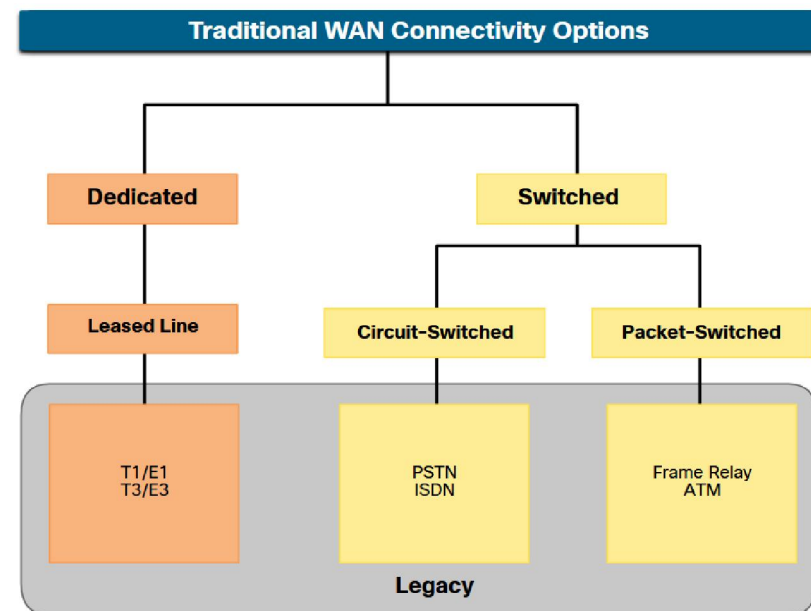 Traditional WAN Connectivity Options
Dedicated
Switched
Leased Line
Circuit-Switched
Packet-Switched
T1/E1
T3/E3
PSTN
ISDN
Frame Relay
ATM
Legacy